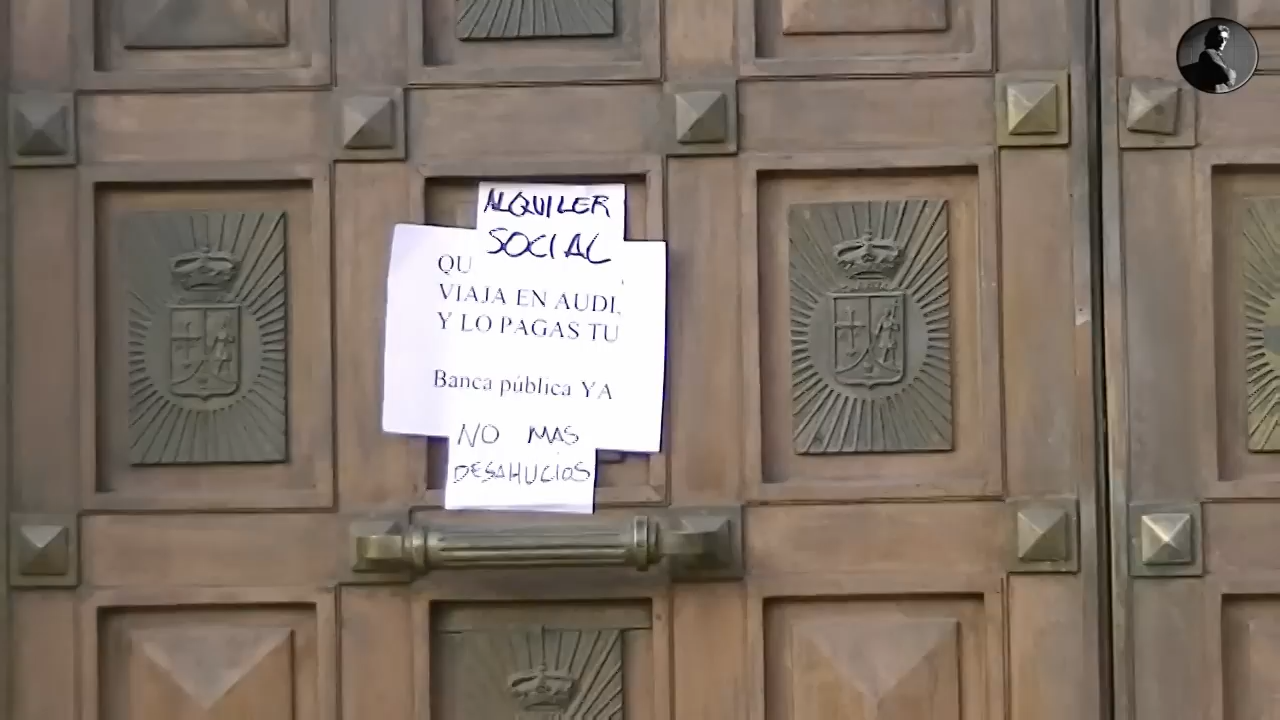 ALQUILER
SOCIAL
QU
VIAJA EN AUDI,
Y LO PAGAS TU
Banca pública YA
NO MAS
DESAHUCIOS